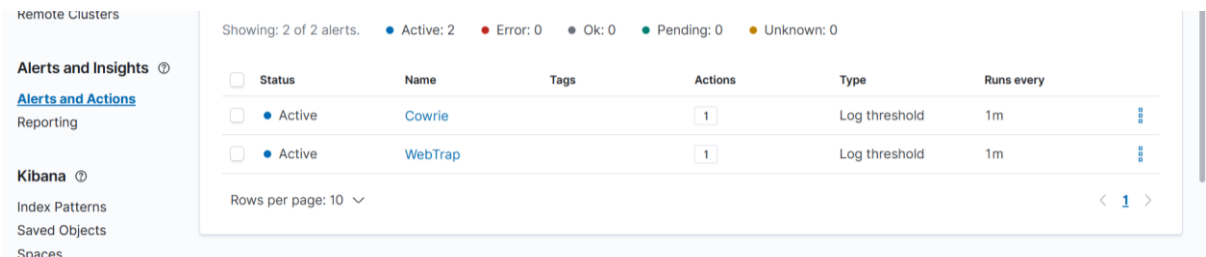 Remote Clusters
Alerts and Insights
Alerts and Actions
Reporting
Kibana
Index Patterns
Saved Objects
Spaces
Showing: 2 of 2 alerts. Active: 2 Error: 0 Ok: 0 Pending: 0 Unknown: 0
Status Name Tags Actions Type Runs every
Active Cowrie 1 Log threshold 1m
Active WebTrap 1 Log threshold 1m
Rows per page: 10 1